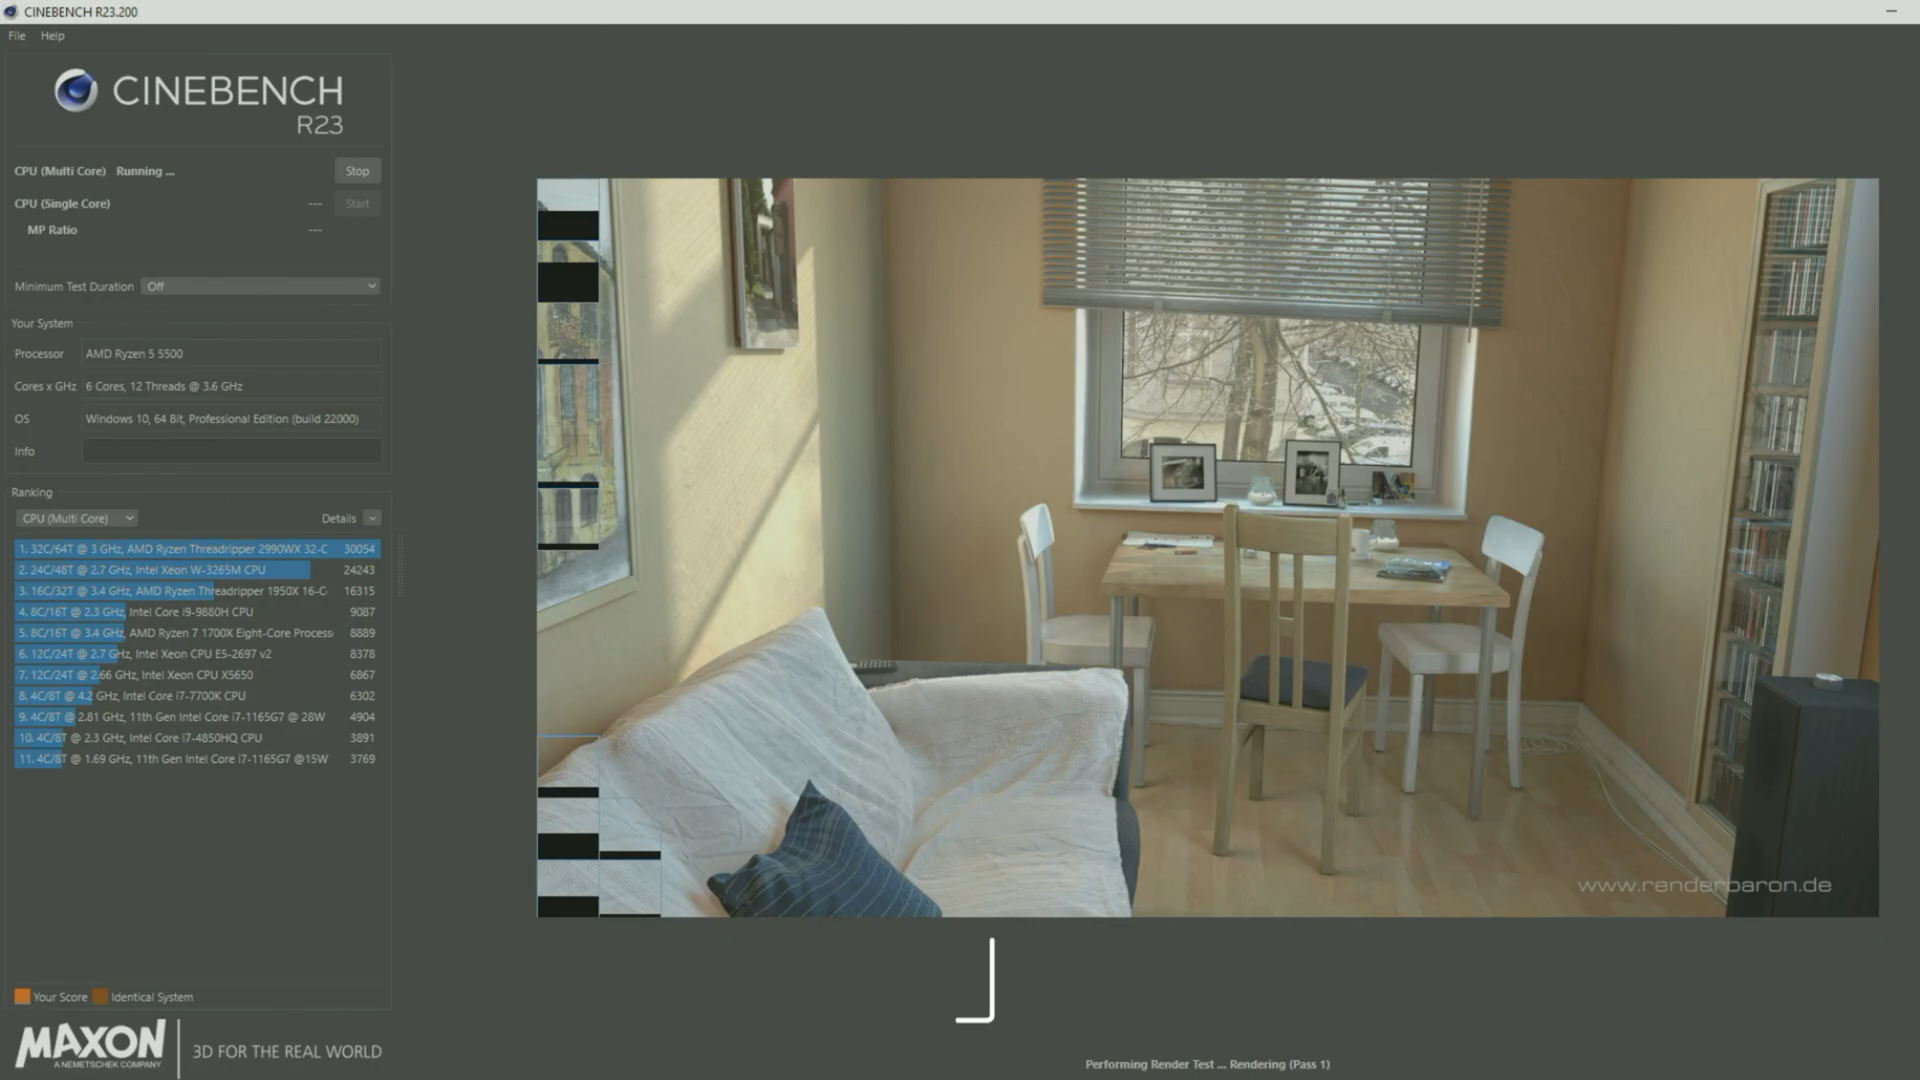 CINEBENCH R23.200
File Help
CINEBENCH
R23
CPU (Multi Core) Running ... Stop
CPU (Single Core) --- Start
MP Ratio ---
Minimum Test Duration Off
Your System
Processor AMD Ryzen 5 5500
Cores x GHz 6 Cores, 12 Threads @ 3.6 GHz
OS Windows 10, 64 Bit, Professional Edition (build 22000)
Info
Ranking
CPU (Multi Core) Details
1. 32C/64T @ 3 GHz, AMD Ryzen Threadripper 2990WX 32-C 30054
2. 24C/48T @ 2.7 GHz, Intel Xeon W-3265M CPU 24243
3. 16C/32T @ 3.4 GHz, AMD Ryzen Threadripper 1950X 16-C 16315
4. 8C/16T @ 2.3 GHz, Intel Core i9-9880H CPU 9087
5. 8C/16T @ 3.4 GHz, AMD Ryzen 7 1700X Eight-Core Process 8889
6. 12C/24T @ 2.7 GHz, Intel Xeon CPU E5-2697 v2 8378
7. 12C/24T @ 2.66 GHz, Intel Xeon CPU X5650 6867
8. 4C/8T @ 4.2 GHz, Intel Core i7-7700K CPU 6302
9. 4C/8T @ 2.81 GHz, 11th Gen Intel Core i7-1165G7 @ 28W 4904
10. 4C/8T @ 2.3 GHz, Intel Core i7-4850HQ CPU 3891
11. 4C/8T @ 1.69 GHz, 11th Gen Intel Core i7-1165G7 @15W 3769
www.renderbaron.de
Your Score Identical System
MAXON
A NEMETSCHEK COMPANY
3D FOR THE REAL WORLD
Performing Render Test ... Rendering (Pass 1)